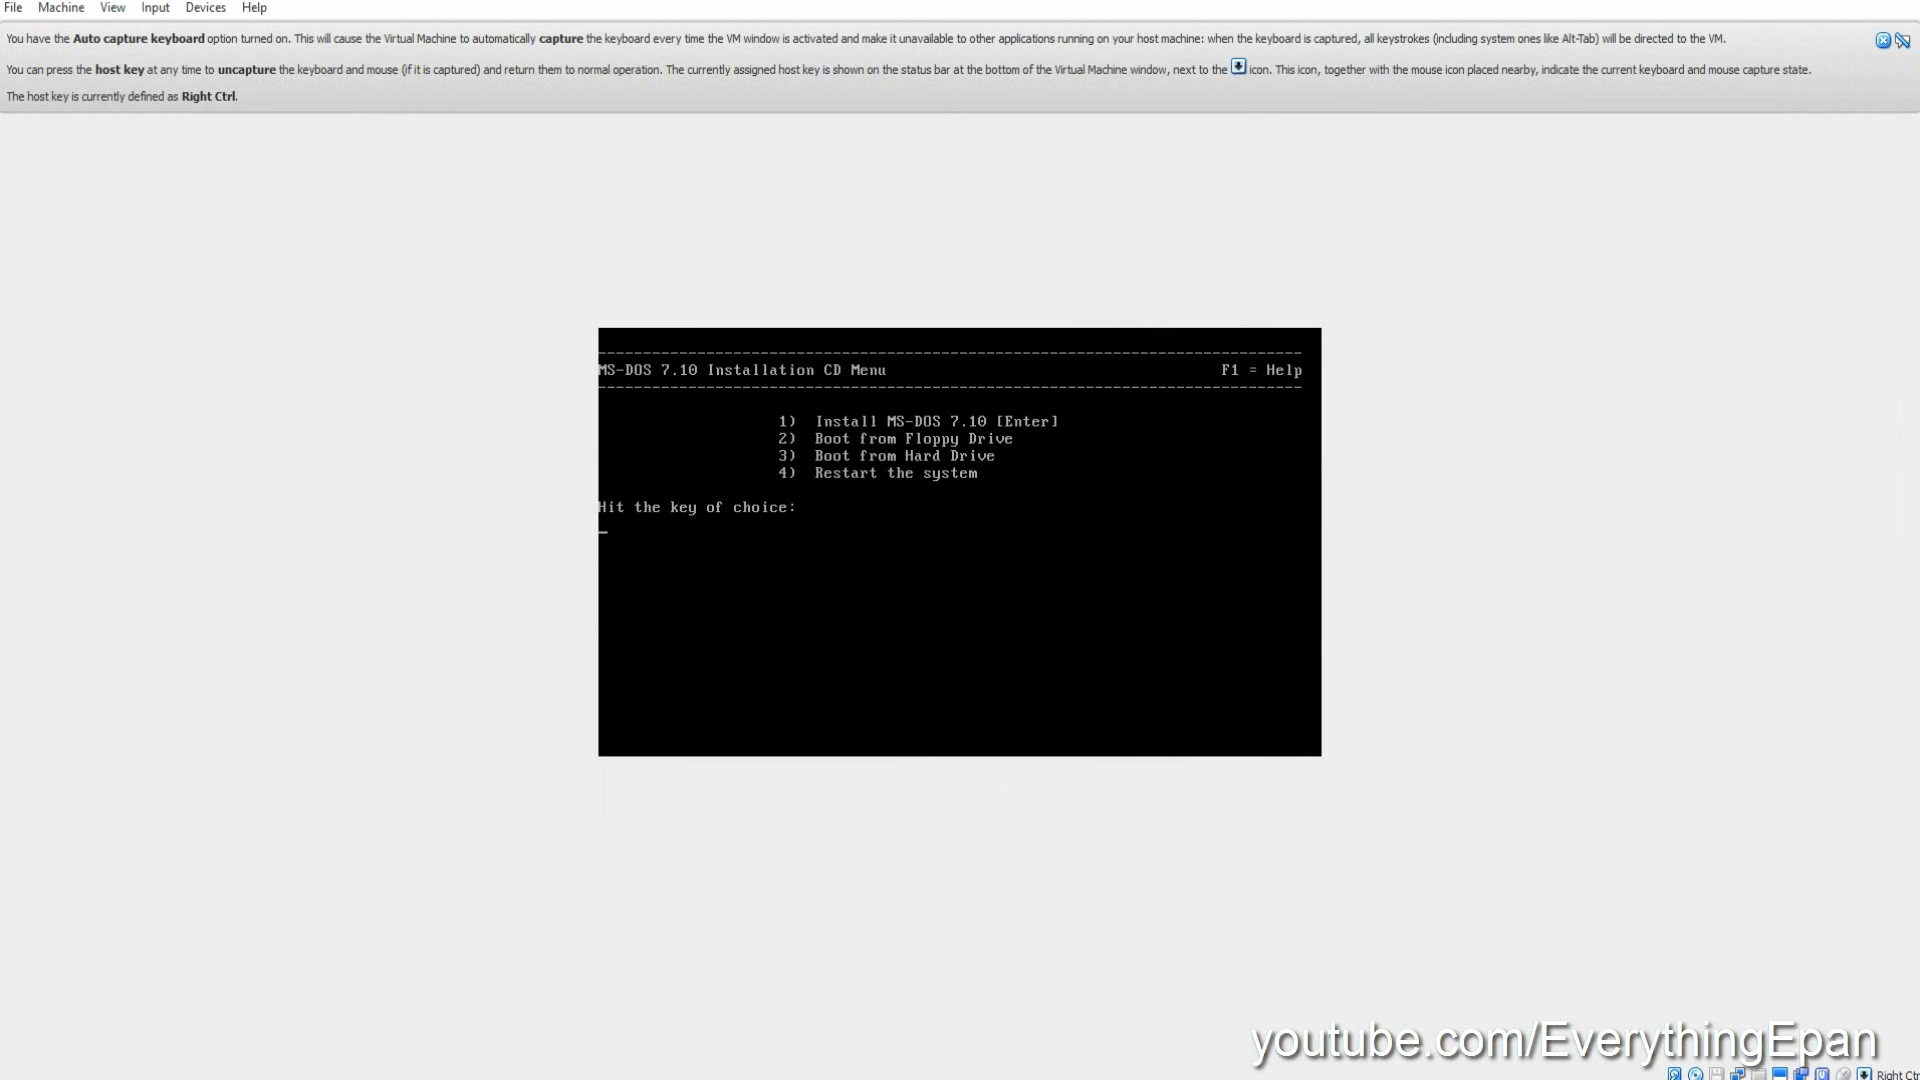 File Machine View Input Devices Help
You have the Auto capture keyboard option turned on. This will cause the Virtual Machine to automatically capture the keyboard every time the VM window is activated and make it unavailable to other applications running on your host machine: when the keyboard is captured, all keystrokes (including system ones like Alt-Tab) will be directed to the VM.
You can press the host key at any time to uncapture the keyboard and mouse (if it is captured) and return them to normal operation. The currently assigned host key is shown on the status bar at the bottom of the Virtual Machine window, next to the icon. This icon, together with the mouse icon placed nearby, indicate the current keyboard and mouse capture state.
The host key is currently defined as Right Ctrl.
MS-DOS 7.10 Installation CD Menu F1 = Help
1) Install MS-DOS 7.10 [Enter]
2) Boot from Floppy Drive
3) Boot from Hard Drive
4) Restart the system
Hit the key of choice:
_
youtube.com/EverythingEpan
Right Ctr